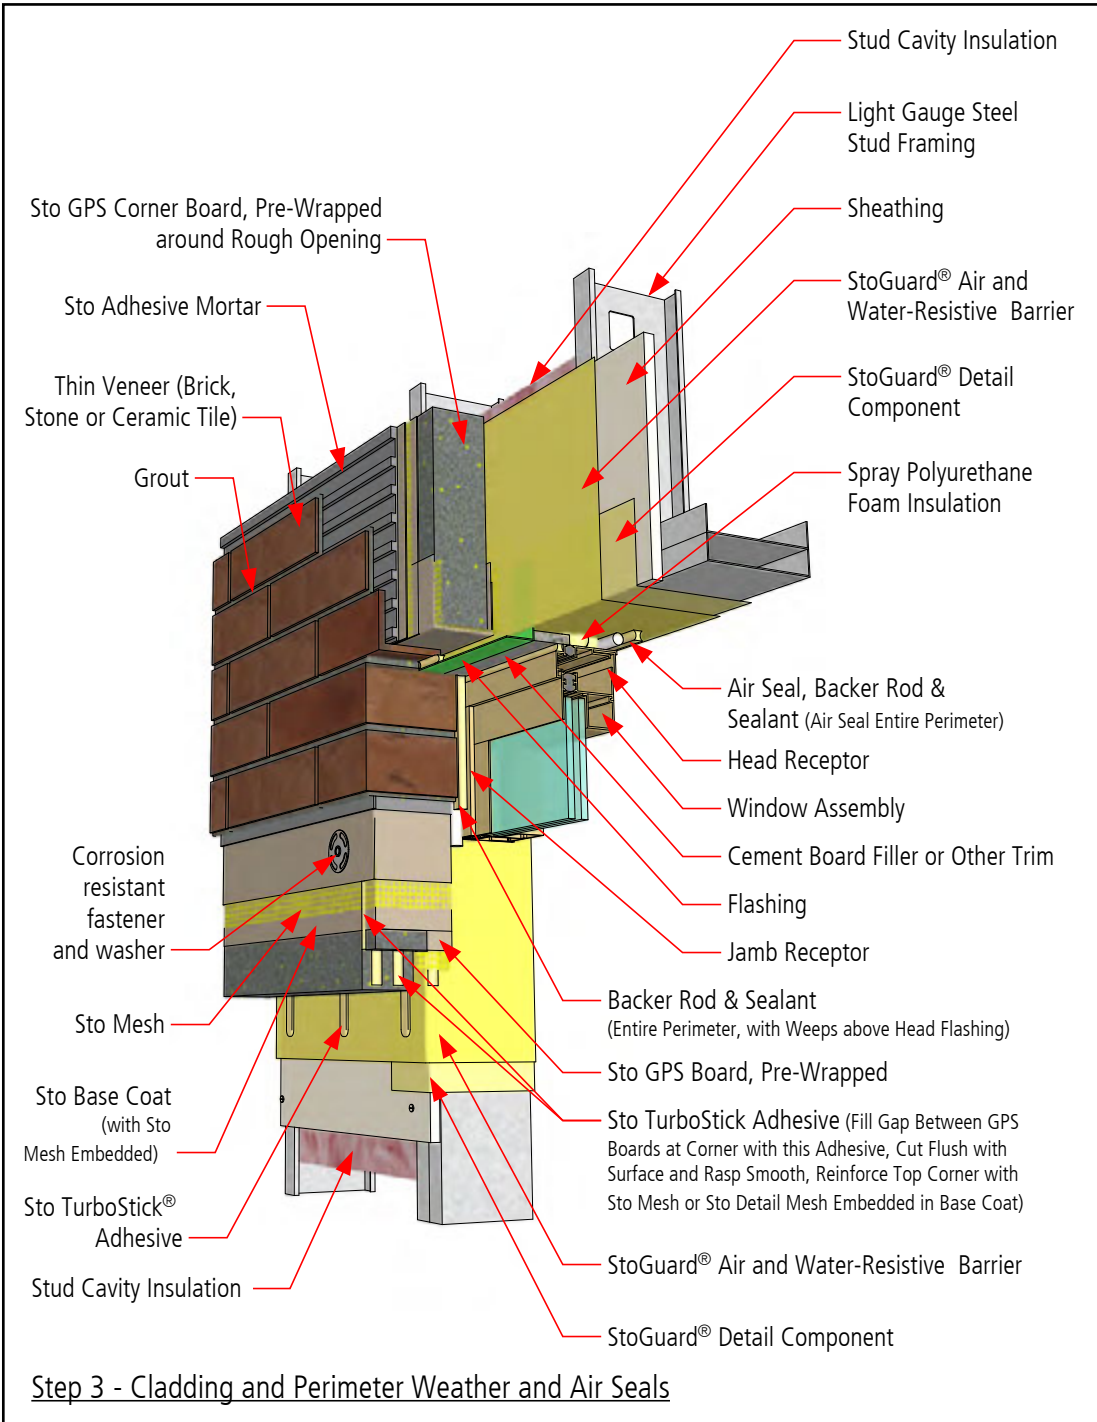 Stud Cavity Insulation
Light Gauge Steel
Stud Framing
Sto GPS Corner Board, Pre-Wrapped
around Rough Opening
Sheathing
StoGuard® Air and
Water-Resistive Barrier
Sto Adhesive Mortar
StoGuard® Detail
Component
Thin Veneer (Brick,
Stone or Ceramic Tile)
Grout
Spray Polyurethane
Foam Insulation
Air Seal, Backer Rod &
Sealant (Air Seal Entire Perimeter)
Head Receptor
Window Assembly
Cement Board Filler or Other Trim
Flashing
Jamb Receptor
Corrosion
resistant
fastener
and washer
Backer Rod & Sealant
(Entire Perimeter, with Weeps above Head Flashing)
Sto Mesh
Sto GPS Board, Pre-Wrapped
Sto Base Coat
(with Sto
Mesh Embedded)
Sto TurboStick Adhesive (Fill Gap Between GPS
Boards at Corner with this Adhesive, Cut Flush with
Surface and Rasp Smooth, Reinforce Top Corner with
Sto Mesh or Sto Detail Mesh Embedded in Base Coat)
Sto TurboStick®
Adhesive
StoGuard® Air and Water-Resistive Barrier
Stud Cavity Insulation
StoGuard® Detail Component
Step 3 - Cladding and Perimeter Weather and Air Seals